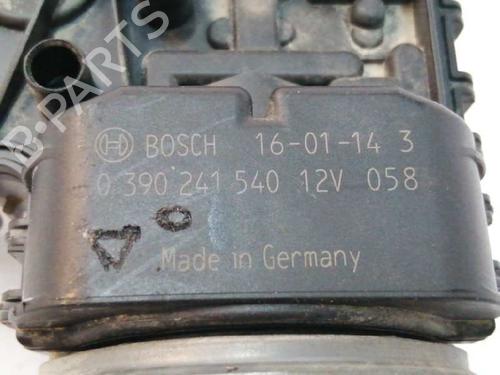 BOSCH 16-01-14 3
0 390 241 540 12V 058
Made in Germany
B-PARTS